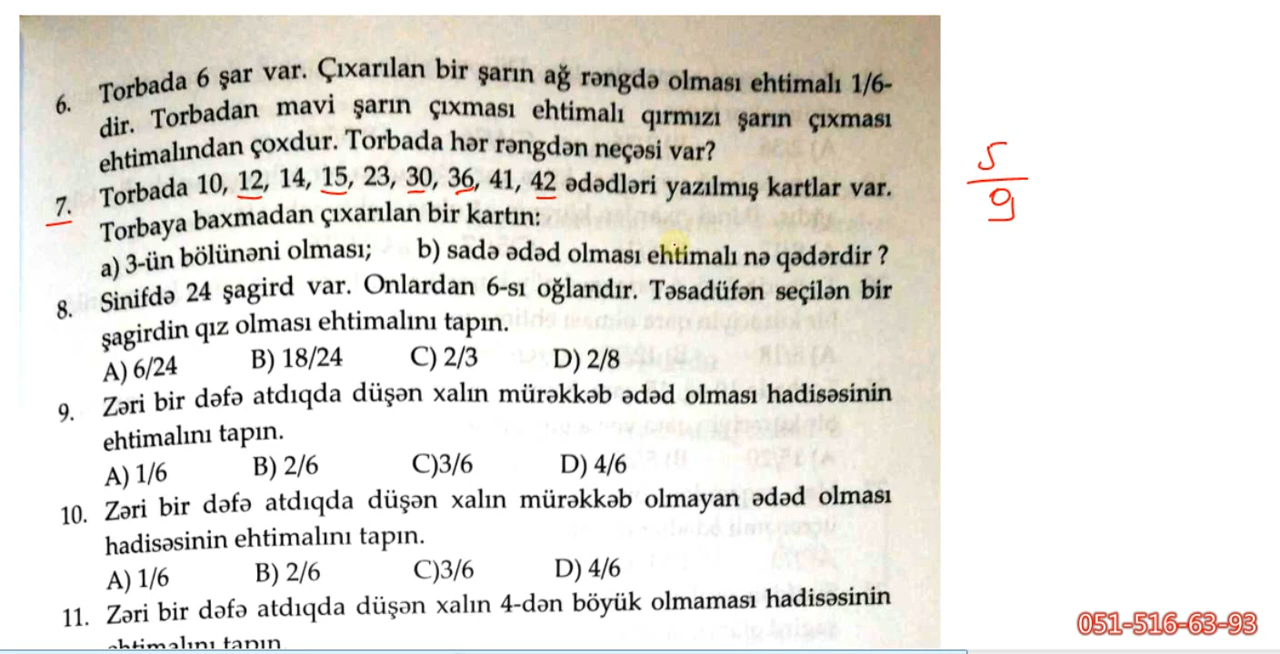 6. Torbada 6 şar var. Çıxarılan bir şarın ağ rəngdə olması ehtimalı 1/6-
dir. Torbadan mavi şarın çıxması ehtimalı qırmızı şarın çıxması
ehtimalından çoxdur. Torbada hər rəngdən neçəsi var?
7. Torbada 10, 12, 14, 15, 23, 30, 36, 41, 42 ədədləri yazılmış kartlar var.
Torbaya baxmadan çıxarılan bir kartın:
a) 3-ün bölünəni olması; b) sadə ədəd olması ehtimalı nə qədərdir ?
8. Sinifdə 24 şagird var. Onlardan 6-sı oğlandır. Təsadüfən seçilən bir
şagirdin qız olması ehtimalını tapın.
A) 6/24 B) 18/24 C) 2/3 D) 2/8
9. Zəri bir dəfə atdıqda düşən xalın mürəkkəb ədəd olması hadisəsinin
ehtimalını tapın.
A) 1/6 B) 2/6 C)3/6 D) 4/6
10. Zəri bir dəfə atdıqda düşən xalın mürəkkəb olmayan ədəd olması
hadisəsinin ehtimalını tapın.
A) 1/6 B) 2/6 C)3/6 D) 4/6
11. Zəri bir dəfə atdıqda düşən xalın 4-dən böyük olmaması hadisəsinin
ehtimalını tapın
5
9
051-516-63-93